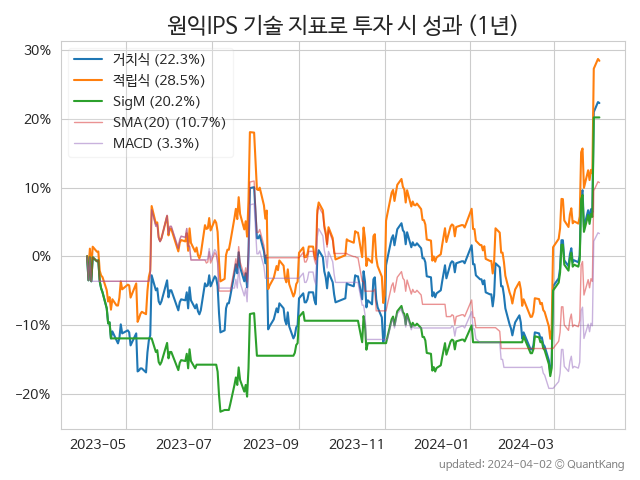 원익IPS 기술 지표로 투자 시 성과 (1년)
30%
20%
10%
0%
−10%
−20%
거치식 (22.3%)
적립식 (28.5%)
SigM (20.2%)
SMA(20) (10.7%)
MACD (3.3%)
2023-05 2023-07 2023-09 2023-11 2024-01 2024-03
updated: 2024-04-02 © QuantKang